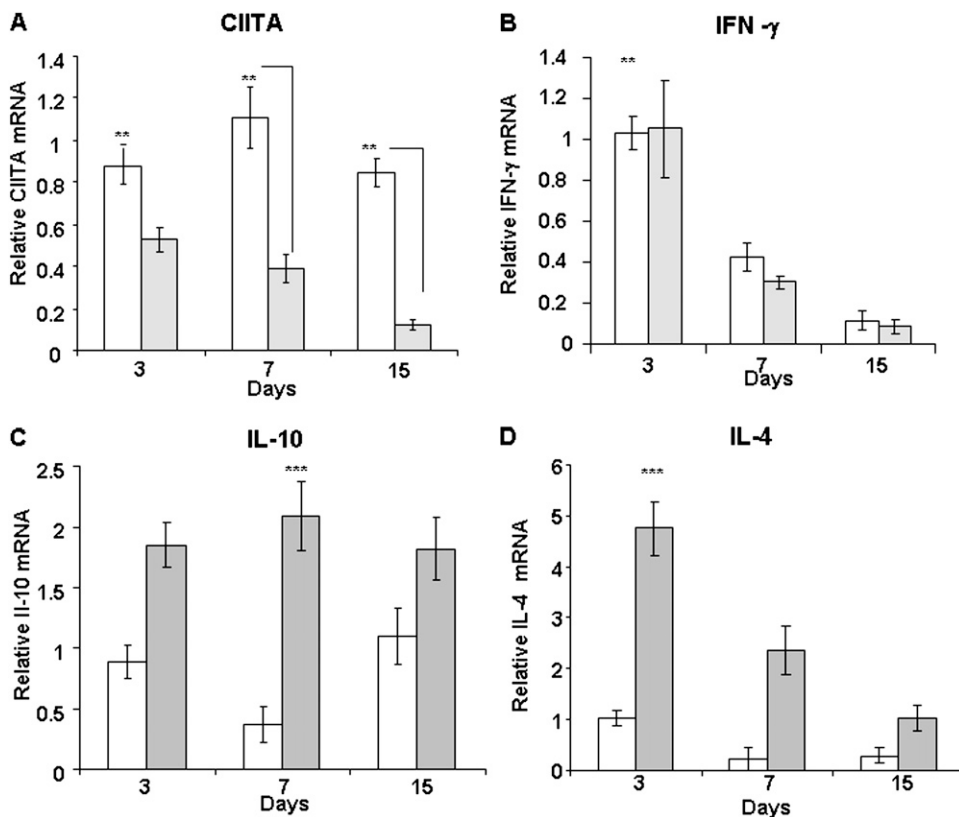 A
CIITA
Relative CIITA mRNA
1.4
1.2
1
0.8
0.6
0.4
0.2
0
**
**
**
3
7
15
Days
B
IFN -γ
Relative IFN-γ mRNA
1.4
1.2
1
0.8
0.6
0.4
0.2
0
**
3
7
15
Days
C
IL-10
Relative Il-10 mRNA
2.5
2
1.5
1
0.5
0
***
3
7
15
Days
D
IL-4
Relative IL-4 mRNA
6
5
4
3
2
1
0
***
3
7
15
Days